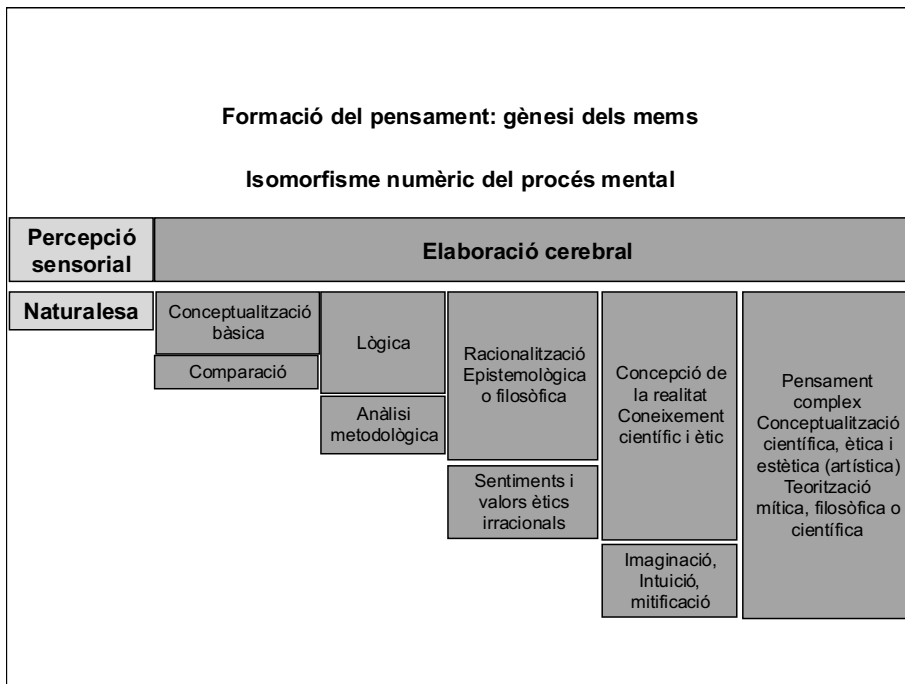 Formació del pensament: gènesi dels mems
Isomorfisme numèric del procés mental
Percepció
sensorial
Elaboració cerebral
Naturalesa
Conceptualització
bàsica
Comparació
Lògica
Anàlisi
metodològica
Racionalització
Epistemològica
o filosòfica
Sentiments i
valors ètics
irracionals
Concepció de
la realitat
Coneixement
científic i ètic
Imaginació,
Intuició,
mitificació
Pensament
complex
Conceptualització
científica, ètica i
estètica (artística)
Teorització
mítica, filosòfica o
científica